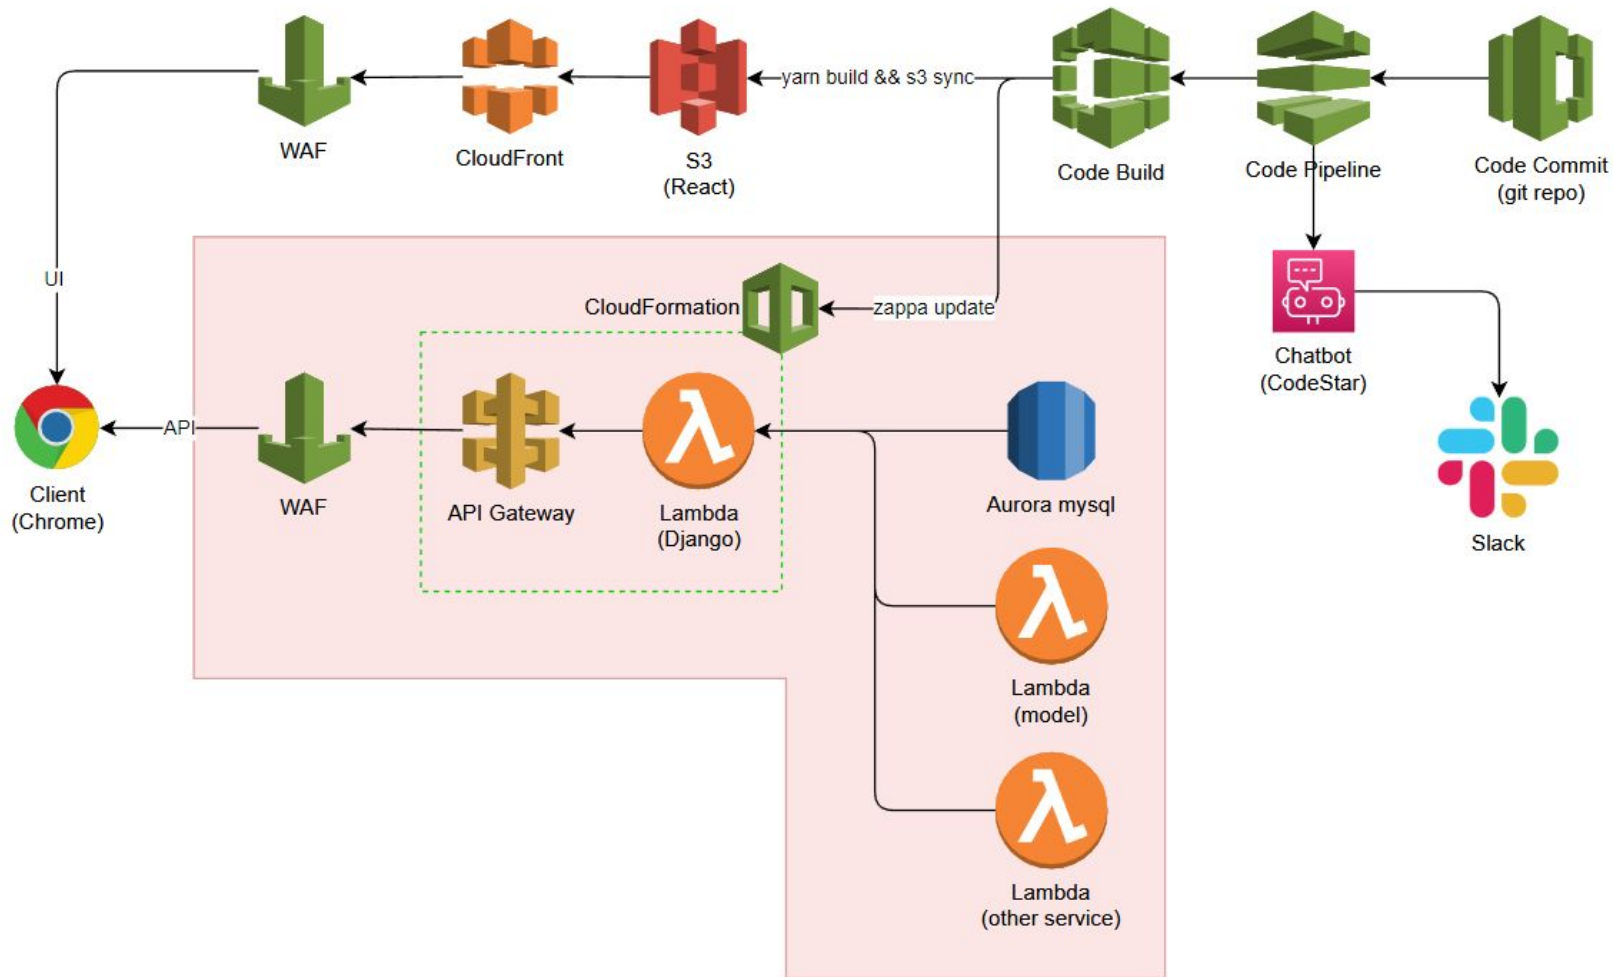 yarn build && s3 sync
WAF
CloudFront
S3
(React)
Code Build
Code Pipeline
Code Commit
(git repo)
UI
CloudFormation
zappa update
Chatbot
(CodeStar)
API
Client
(Chrome)
WAF
API Gateway
Lambda
(Django)
Aurora mysql
Slack
Lambda
(model)
Lambda
(other service)